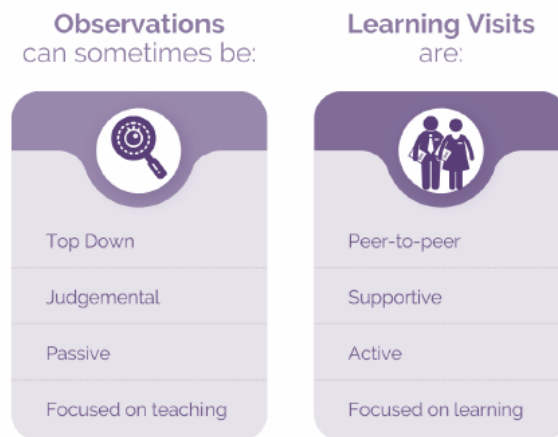 Observations
can sometimes be:
Top Down
Judgemental
Passive
Focused on teaching
Learning Visits
are:
Peer-to-peer
Supportive
Active
Focused on learning